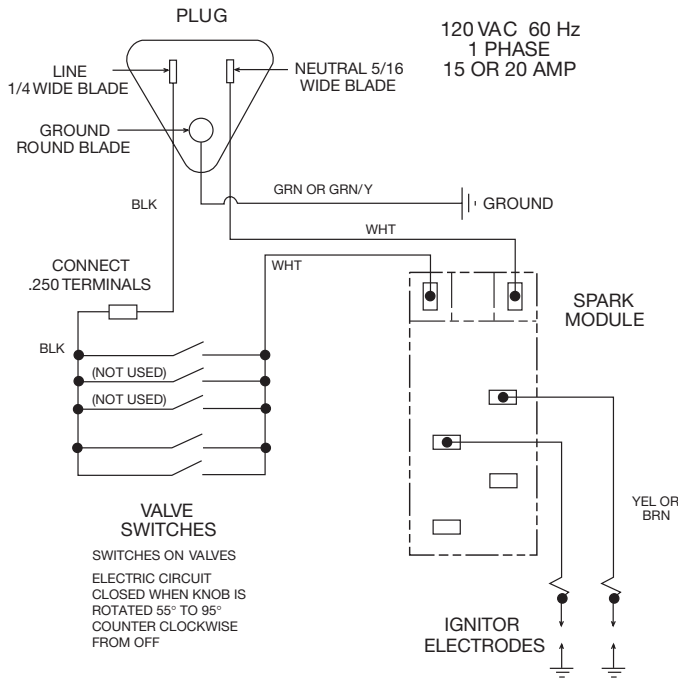 PLUG
120 VAC 60 Hz
1 PHASE
15 OR 20 AMP
LINE
1/4 WIDE BLADE
NEUTRAL 5/16
WIDE BLADE
GROUND
ROUND BLADE
BLK
GRN OR GRN/Y
GROUND
WHT
WHT
CONNECT
.250 TERMINALS
SPARK
MODULE
BLK
(NOT USED)
(NOT USED)
YEL OR
BRN
VALVE
SWITCHES
SWITCHES ON VALVES
ELECTRIC CIRCUIT
CLOSED WHEN KNOB IS
ROTATED 55° TO 95°
COUNTER CLOCKWISE
FROM OFF
IGNITOR
ELECTRODES